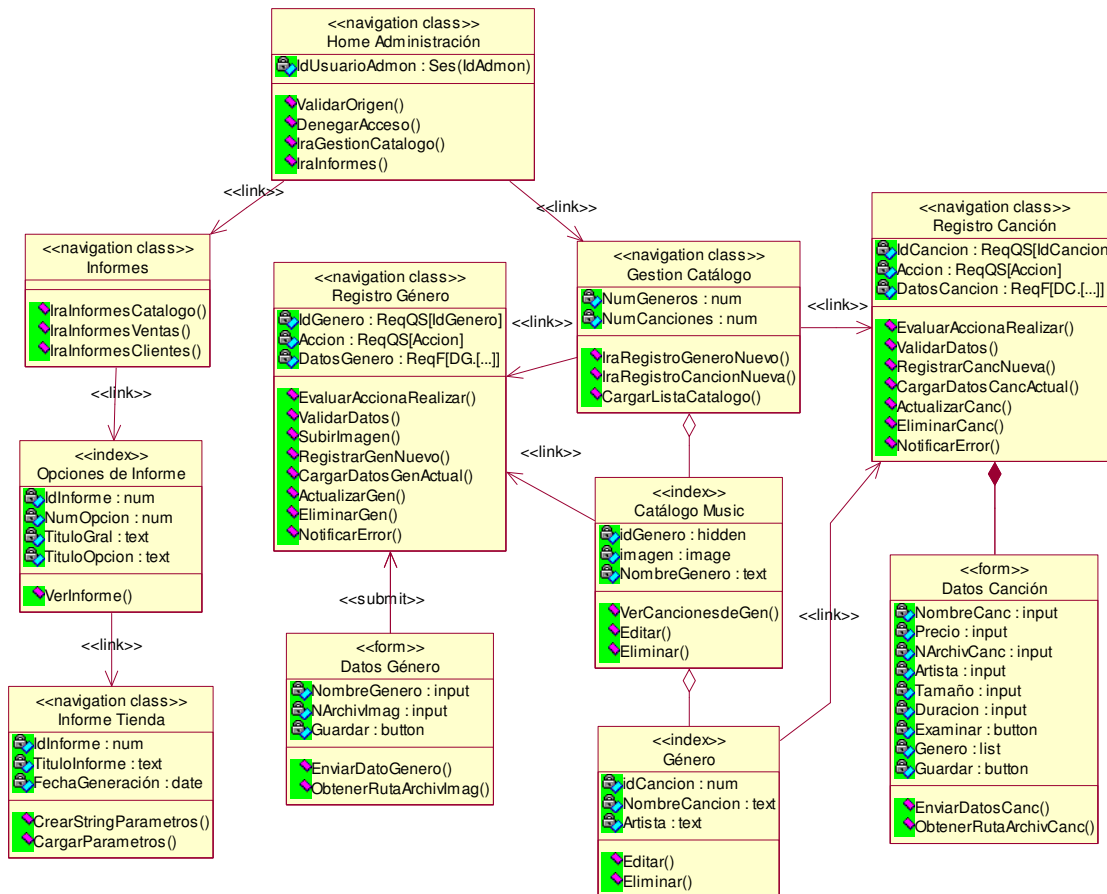 <<navigation class>>
Home Administración
IdUsuarioAdmon : Ses(IdAdmon)
ValidarOrigen()
DenegarAcceso()
IraGestionCatalogo()
IraInformes()
<<link>>
<<link>>
<<navigation class>>
Informes
IraInformesCatalogo()
IraInformesVentas()
IraInformesClientes()
<<link>>
<<index>>
Opciones de Informe
IdInforme : num
NumOpcion : num
TituloGral : text
TituloOpcion : text
VerInforme()
<<link>>
<<navigation class>>
Informe Tienda
IdInforme : num
TituloInforme : text
FechaGeneración : date
CrearStringParametros()
CargarParametros()
<<navigation class>>
Registro Género
IdGenero : ReqQS[IdGenero]
Accion : ReqQS[Accion]
DatosGenero : ReqF[DG.[...]]
EvaluarAccionaRealizar()
ValidarDatos()
SubirImagen()
RegistrarGenNuevo()
CargarDatosGenActual()
ActualizarGen()
EliminarGen()
NotificarError()
<<submit>>
<<form>>
Datos Género
NombreGenero : input
NArchivImag : input
Guardar : button
EnviarDatoGenero()
ObtenerRutaArchivImag()
<<link>>
<<link>>
<<navigation class>>
Gestion Catálogo
NumGeneros : num
NumCanciones : num
IraRegistroGeneroNuevo()
IraRegistroCancionNueva()
CargarListaCatalogo()
<<link>>
<<index>>
Catálogo Music
idGenero : hidden
imagen : image
NombreGenero : text
VerCancionesdeGen()
Editar()
Eliminar()
<<link>>
<<index>>
Género
idCancion : num
NombreCancion : text
Artista : text
Editar()
Eliminar()
<<navigation class>>
Registro Canción
IdCancion : ReqQS[IdCancion
Accion : ReqQS[Accion]
DatosCancion : ReqF[DC.[...]]
EvaluarAccionaRealizar()
ValidarDatos()
RegistrarCancNueva()
CargarDatosCancActual()
ActualizarCanc()
EliminarCanc()
NotificarError()
<<form>>
Datos Canción
NombreCanc : input
Precio : input
NArchivCanc : input
Artista : input
Tamaño : input
Duracion : input
Examinar : button
Genero : list
Guardar : button
EnviarDatosCanc()
ObtenerRutaArchivCanc()